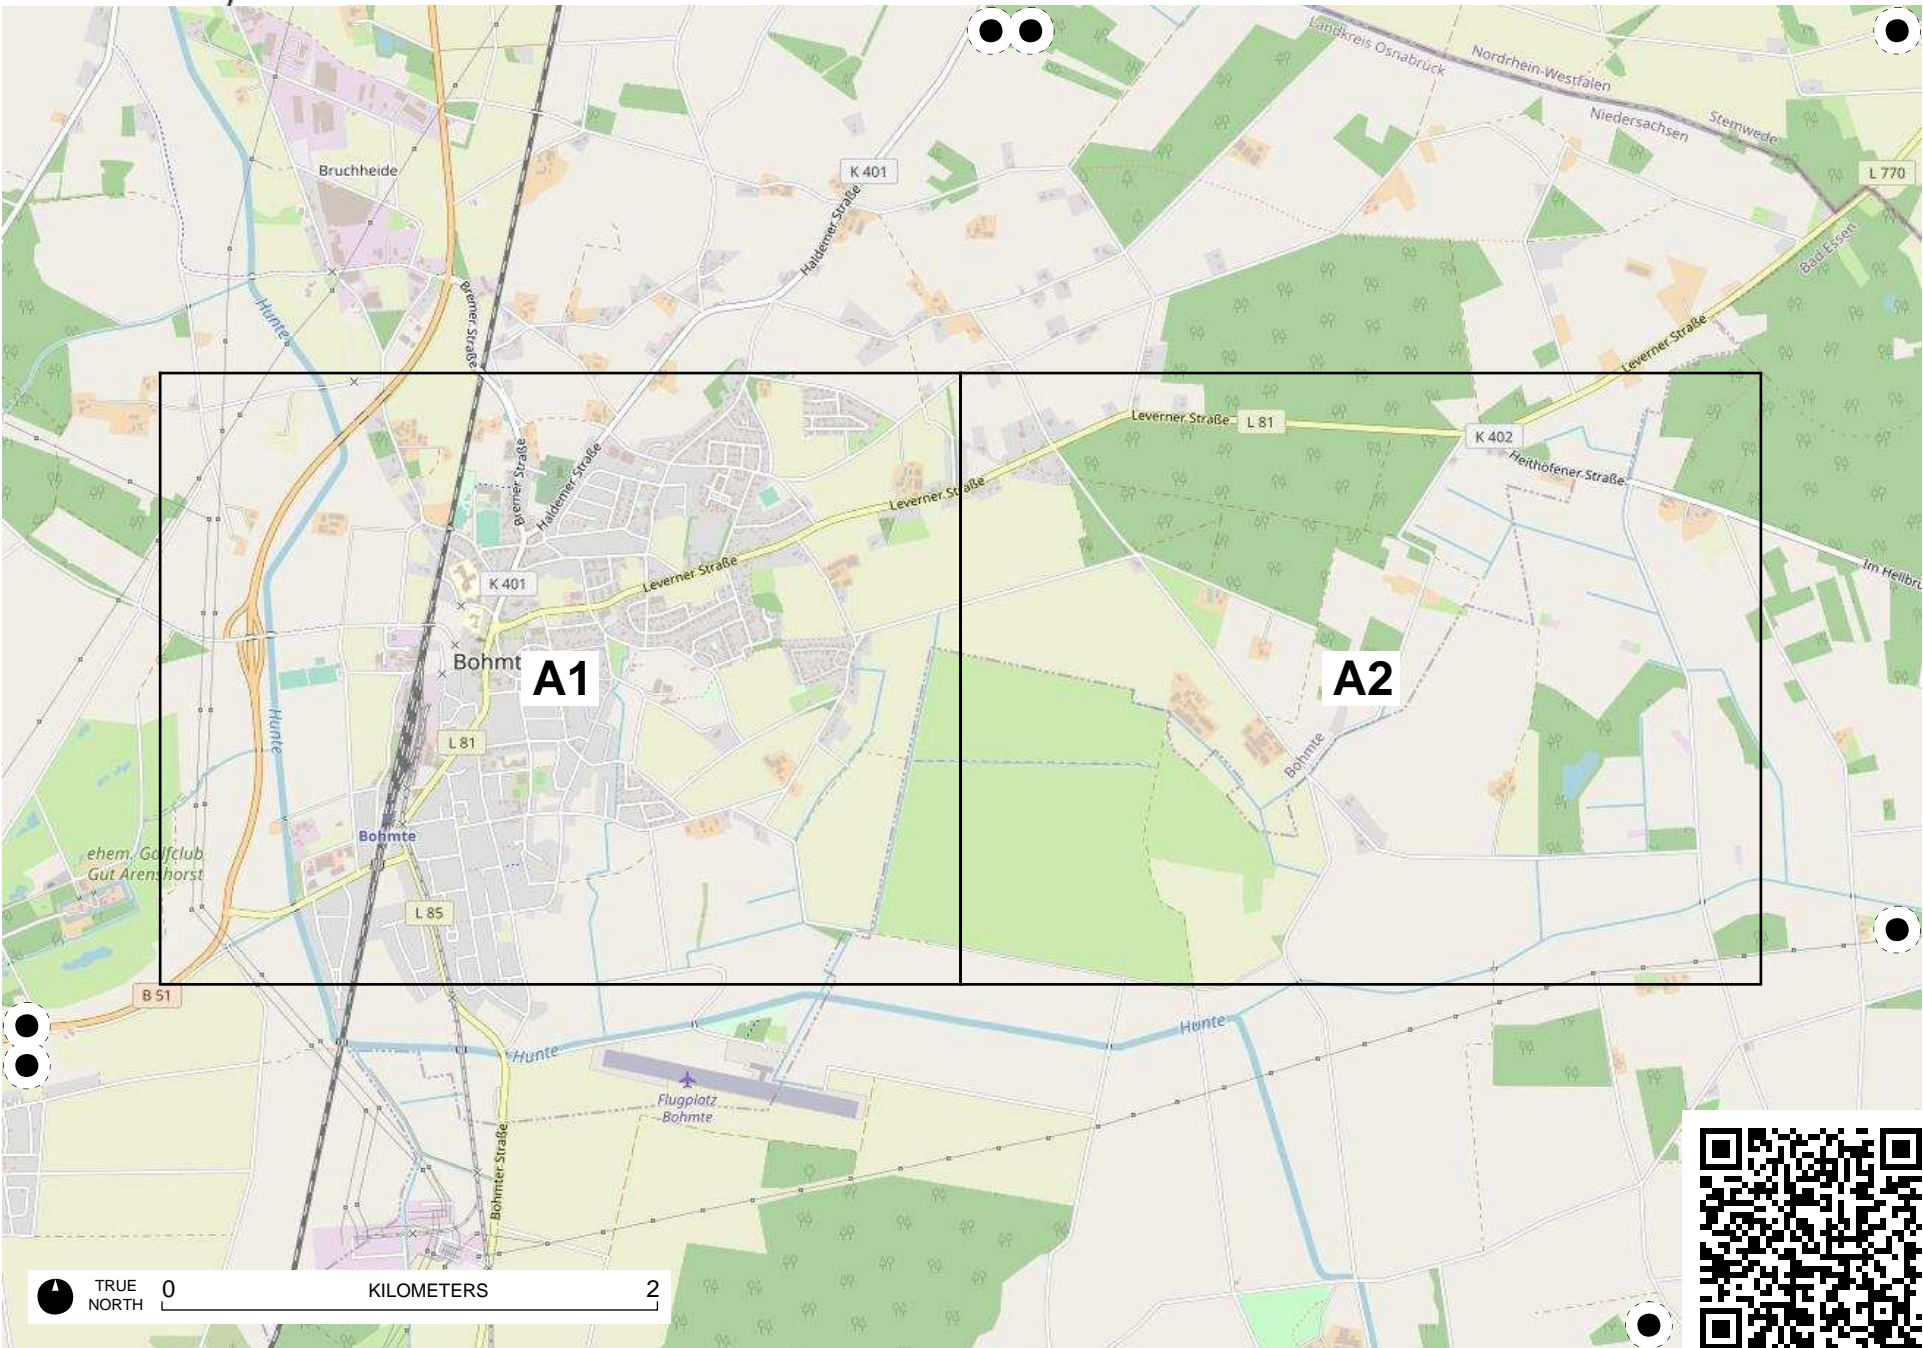 Landkreis Osnabrück
Nordrhein-Westfalen
Niedersachsen
Stemwede
Bruchheide
K 401
L 770
Haldemer Straße
Bad Essen
Hunte
Bremer Straße
Leverner Straße
Leverner Straße
L 81
K 402
Heithöfener Straße
Bremer Straße
Haldemer Straße
Leverner Straße
K 401
Leverner Straße
Bohmt
A1
A2
Hunte
L 81
Bohmte
Bohmte
ehem. Golfclub
Gut Arenshorst
L 85
B 51
Hunte
Hunte
Flugplatz
Bohmte
Bohmter Straße
TRUE
NORTH
0
KILOMETERS
2